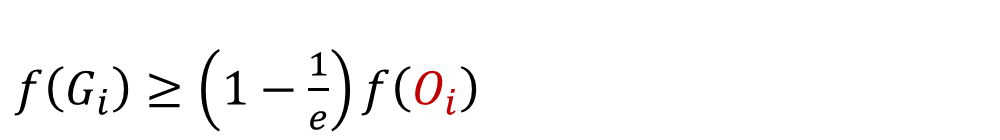 f(G_i) ≥ (1 − 1/e) f(O_i)